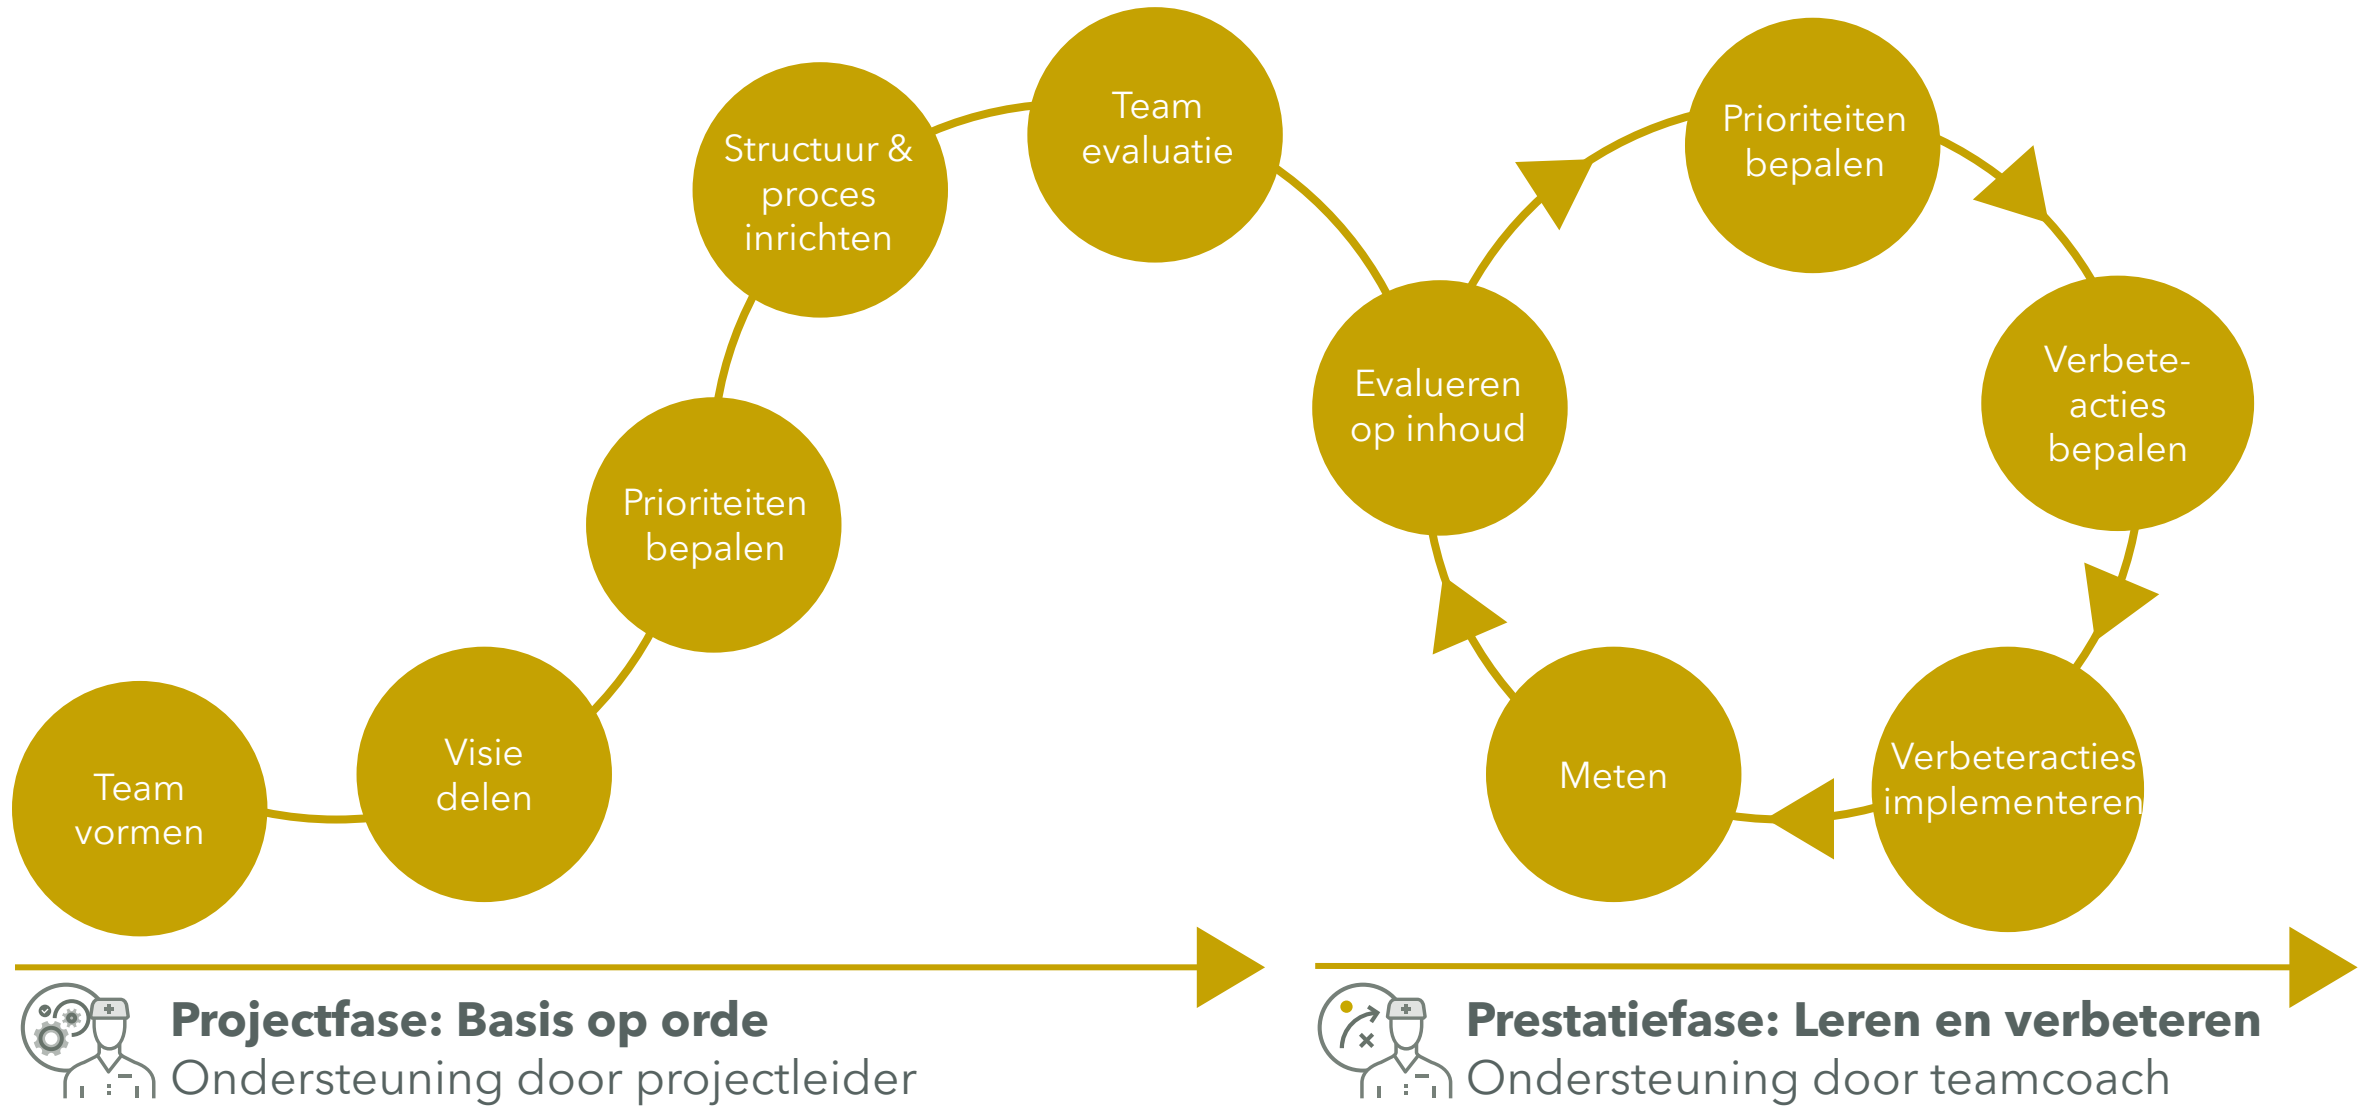 Team
vormen
Visie
delen
Prioriteiten
bepalen
Structuur &
proces
inrichten
Team
evaluatie
Evalueren
op inhoud
Prioriteiten
bepalen
Verbete-
acties
bepalen
Verbeteracties
implementeren
Meten
Projectfase: Basis op orde
Ondersteuning door projectleider
Prestatiefase: Leren en verbeteren
Ondersteuning door teamcoach